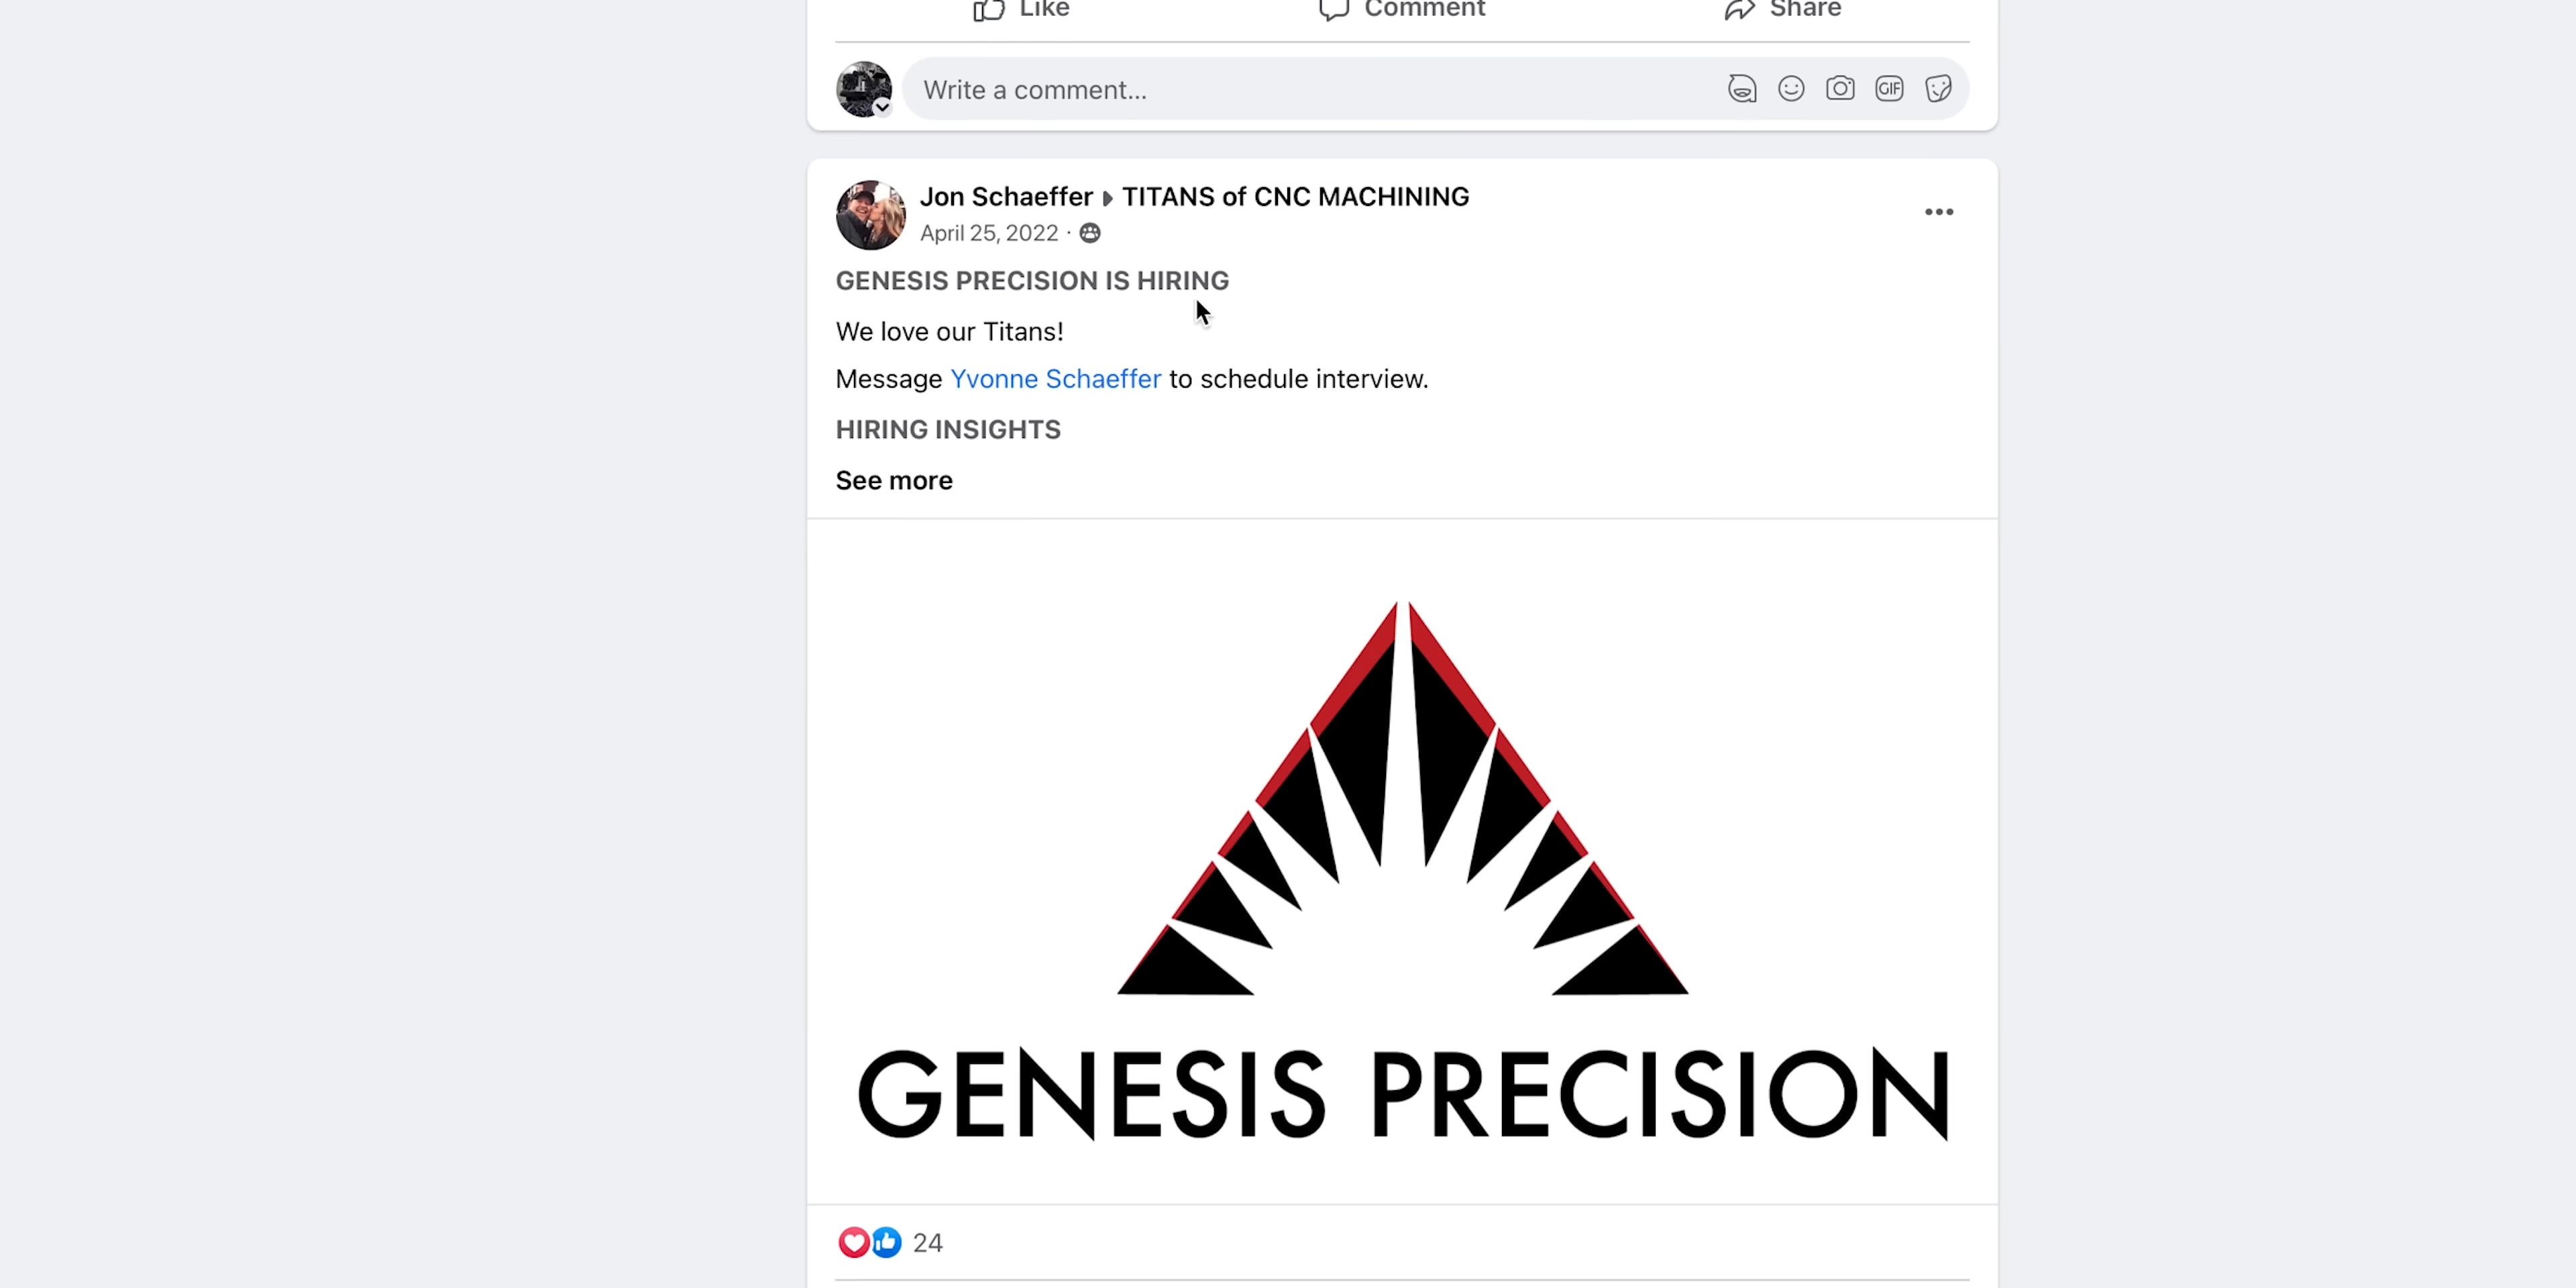 Like Comment Share
Write a comment...
GIF
Jon Schaeffer TITANS of CNC MACHINING
April 25, 2022 ·
GENESIS PRECISION IS HIRING
We love our Titans!
Message Yvonne Schaeffer to schedule interview.
HIRING INSIGHTS
See more
GENESIS PRECISION
24